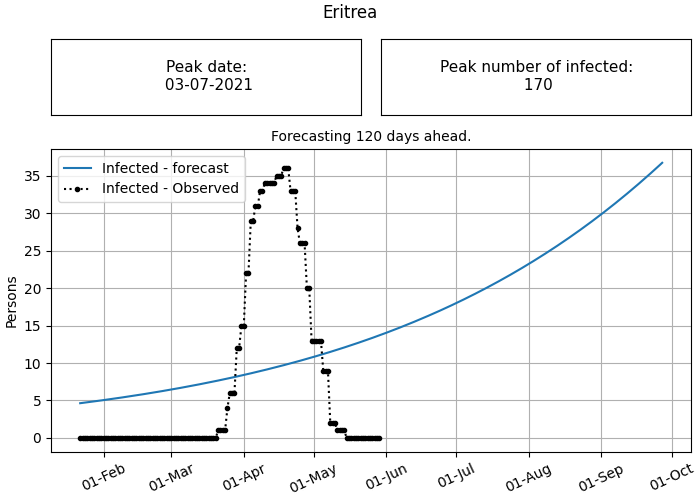 Eritrea
Peak date:
03-07-2021
Peak number of infected:
170
Forecasting 120 days ahead.
Infected - forecast
Infected - Observed
Persons
35
30
25
20
15
10
5
0
01-Feb
01-Mar
01-Apr
01-May
01-Jun
01-Jul
01-Aug
01-Sep
01-Oct